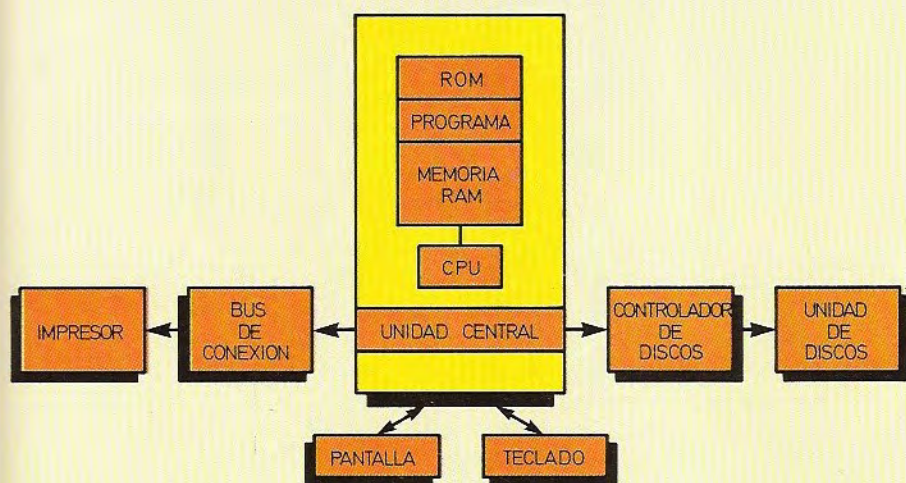 ROM
PROGRAMA
MEMORIA
RAM
CPU
IMPRESOR
BUS
DE
CONEXION
UNIDAD CENTRAL
CONTROLADOR
DE
DISCOS
UNIDAD
DE
DISCOS
PANTALLA
TECLADO